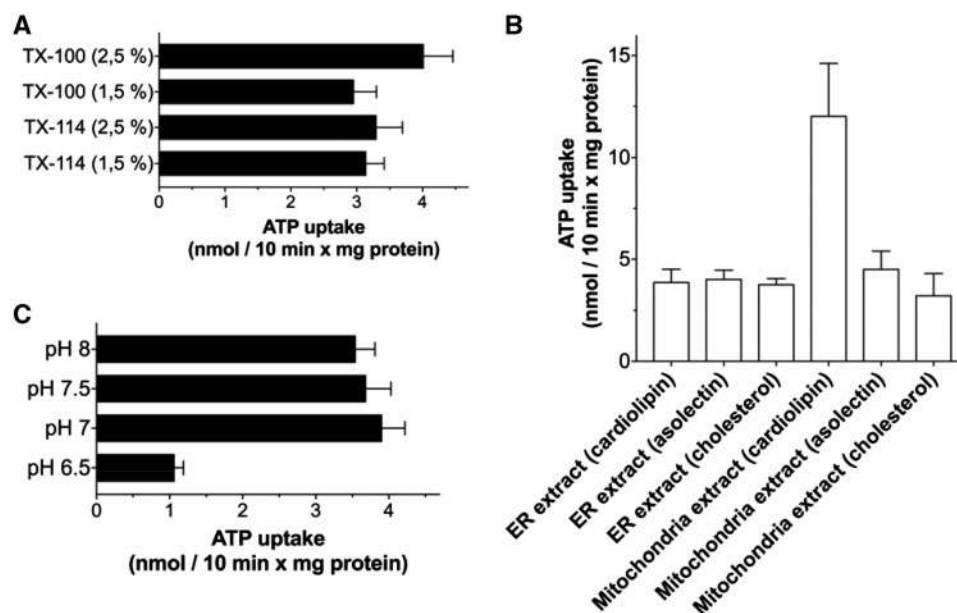 A
TX-100 (2,5 %)
TX-100 (1,5 %)
TX-114 (2,5 %)
TX-114 (1,5 %)
0 1 2 3 4
ATP uptake
(nmol / 10 min x mg protein)
B
ATP uptake
(nmol / 10 min x mg protein)
15
10
5
0
ER extract (cardiolipin)
ER extract (asolectin)
ER extract (cholesterol)
Mitochondria extract (cardiolipin)
Mitochondria extract (asolectin)
Mitochondria extract (cholesterol)
C
pH 8
pH 7.5
pH 7
pH 6.5
0 1 2 3 4
ATP uptake
(nmol / 10 min x mg protein)